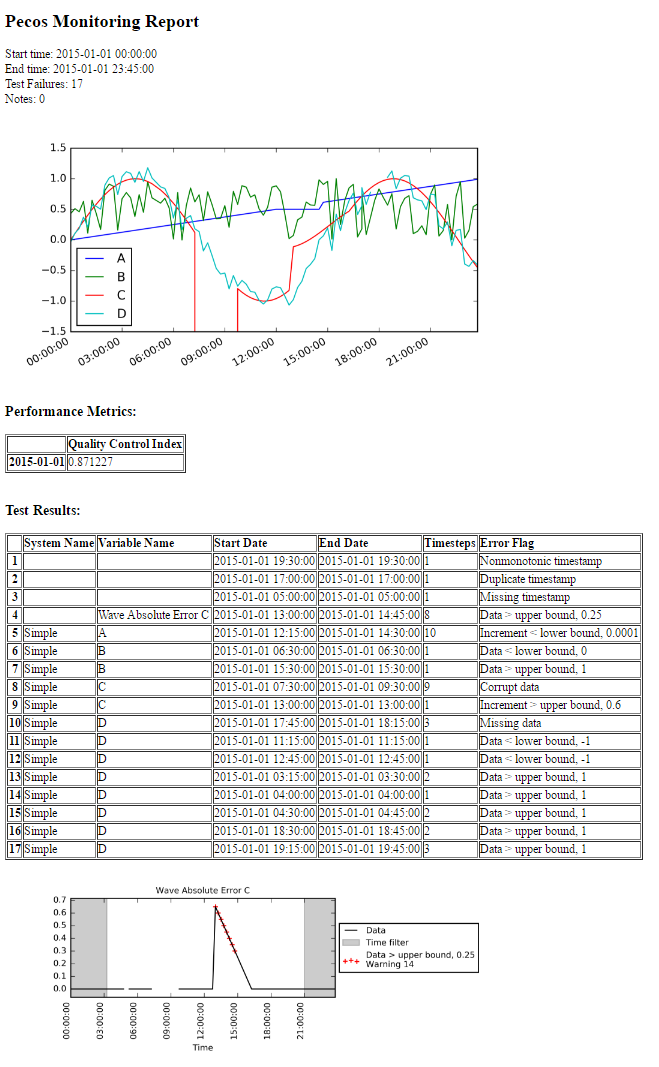 Pecos Monitoring Report
Start time: 2015-01-01 00:00:00
End time: 2015-01-01 23:45:00
Test Failures: 17
Notes: 0
1.5
1.0
0.5
0.0
−0.5
−1.0
−1.5
A
B
C
D
00:00:00 03:00:00 06:00:00 09:00:00 12:00:00 15:00:00 18:00:00 21:00:00
Performance Metrics:
Quality Control Index
2015-01-01 0.871227
Test Results:
System Name Variable Name Start Date End Date Timesteps Error Flag
1 2015-01-01 19:30:00 2015-01-01 19:30:00 1 Nonmonotonic timestamp
2 2015-01-01 17:00:00 2015-01-01 17:00:00 1 Duplicate timestamp
3 2015-01-01 05:00:00 2015-01-01 05:00:00 1 Missing timestamp
4 Wave Absolute Error C 2015-01-01 13:00:00 2015-01-01 14:45:00 8 Data > upper bound, 0.25
5 Simple A 2015-01-01 12:15:00 2015-01-01 14:30:00 10 Increment < lower bound, 0.0001
6 Simple B 2015-01-01 06:30:00 2015-01-01 06:30:00 1 Data < lower bound, 0
7 Simple B 2015-01-01 15:30:00 2015-01-01 15:30:00 1 Data > upper bound, 1
8 Simple C 2015-01-01 07:30:00 2015-01-01 09:30:00 9 Corrupt data
9 Simple C 2015-01-01 13:00:00 2015-01-01 13:00:00 1 Increment > upper bound, 0.6
10 Simple D 2015-01-01 17:45:00 2015-01-01 18:15:00 3 Missing data
11 Simple D 2015-01-01 11:15:00 2015-01-01 11:15:00 1 Data < lower bound, -1
12 Simple D 2015-01-01 12:45:00 2015-01-01 12:45:00 1 Data < lower bound, -1
13 Simple D 2015-01-01 03:15:00 2015-01-01 03:30:00 2 Data > upper bound, 1
14 Simple D 2015-01-01 04:00:00 2015-01-01 04:00:00 1 Data > upper bound, 1
15 Simple D 2015-01-01 04:30:00 2015-01-01 04:45:00 2 Data > upper bound, 1
16 Simple D 2015-01-01 18:30:00 2015-01-01 18:45:00 2 Data > upper bound, 1
17 Simple D 2015-01-01 19:15:00 2015-01-01 19:45:00 3 Data > upper bound, 1
Wave Absolute Error C
0.7
0.6
0.5
0.4
0.3
0.2
0.1
0.0
Data
Time filter
Data > upper bound, 0.25
Warning 14
00:00:00 03:00:00 06:00:00 09:00:00 12:00:00 15:00:00 18:00:00 21:00:00
Time